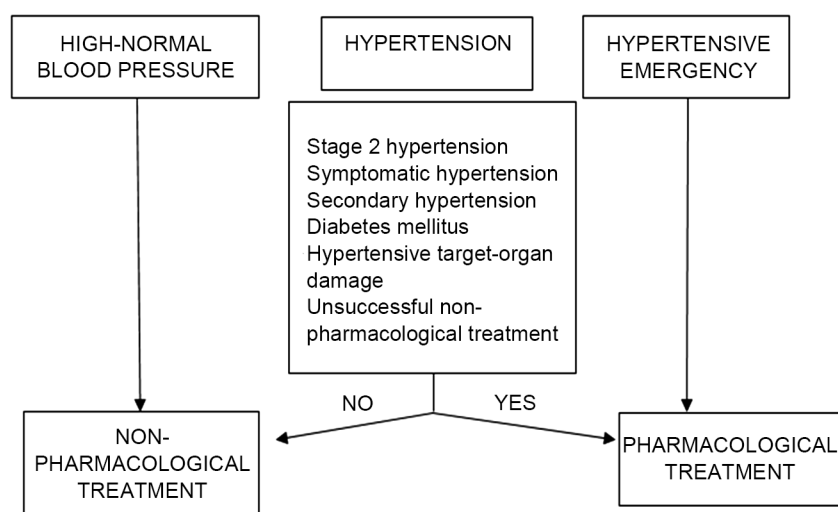 HIGH-NORMAL
BLOOD PRESSURE
HYPERTENSION
HYPERTENSIVE
EMERGENCY
Stage 2 hypertension
Symptomatic hypertension
Secondary hypertension
Diabetes mellitus
Hypertensive target-organ
damage
Unsuccessful non-
pharmacological treatment
NO
YES
NON-
PHARMACOLOGICAL
TREATMENT
PHARMACOLOGICAL
TREATMENT